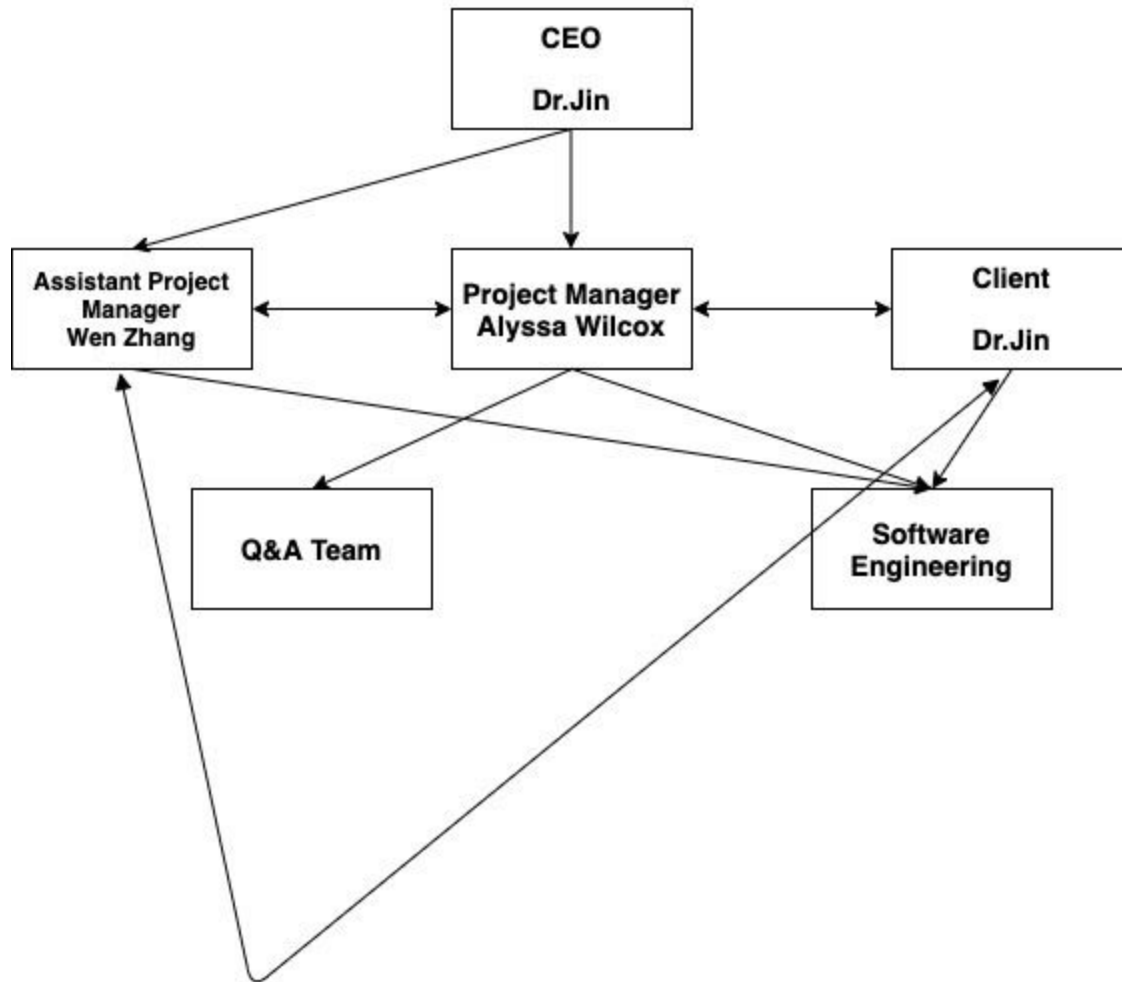 CEO
Dr.Jin
Assistant Project
Manager
Wen Zhang
Project Manager
Alyssa Wilcox
Client
Dr.Jin
Q&A Team
Software
Engineering